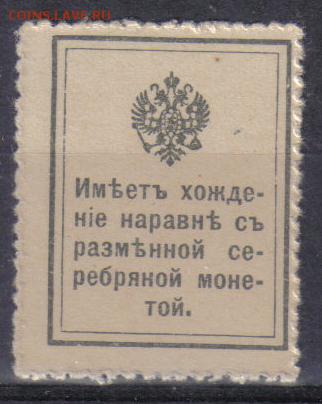 COINS.LAVE.RU
Имѣетъ хожде-
ніе наравнѣ съ
размѣнной се-
ребряной моне-
той.